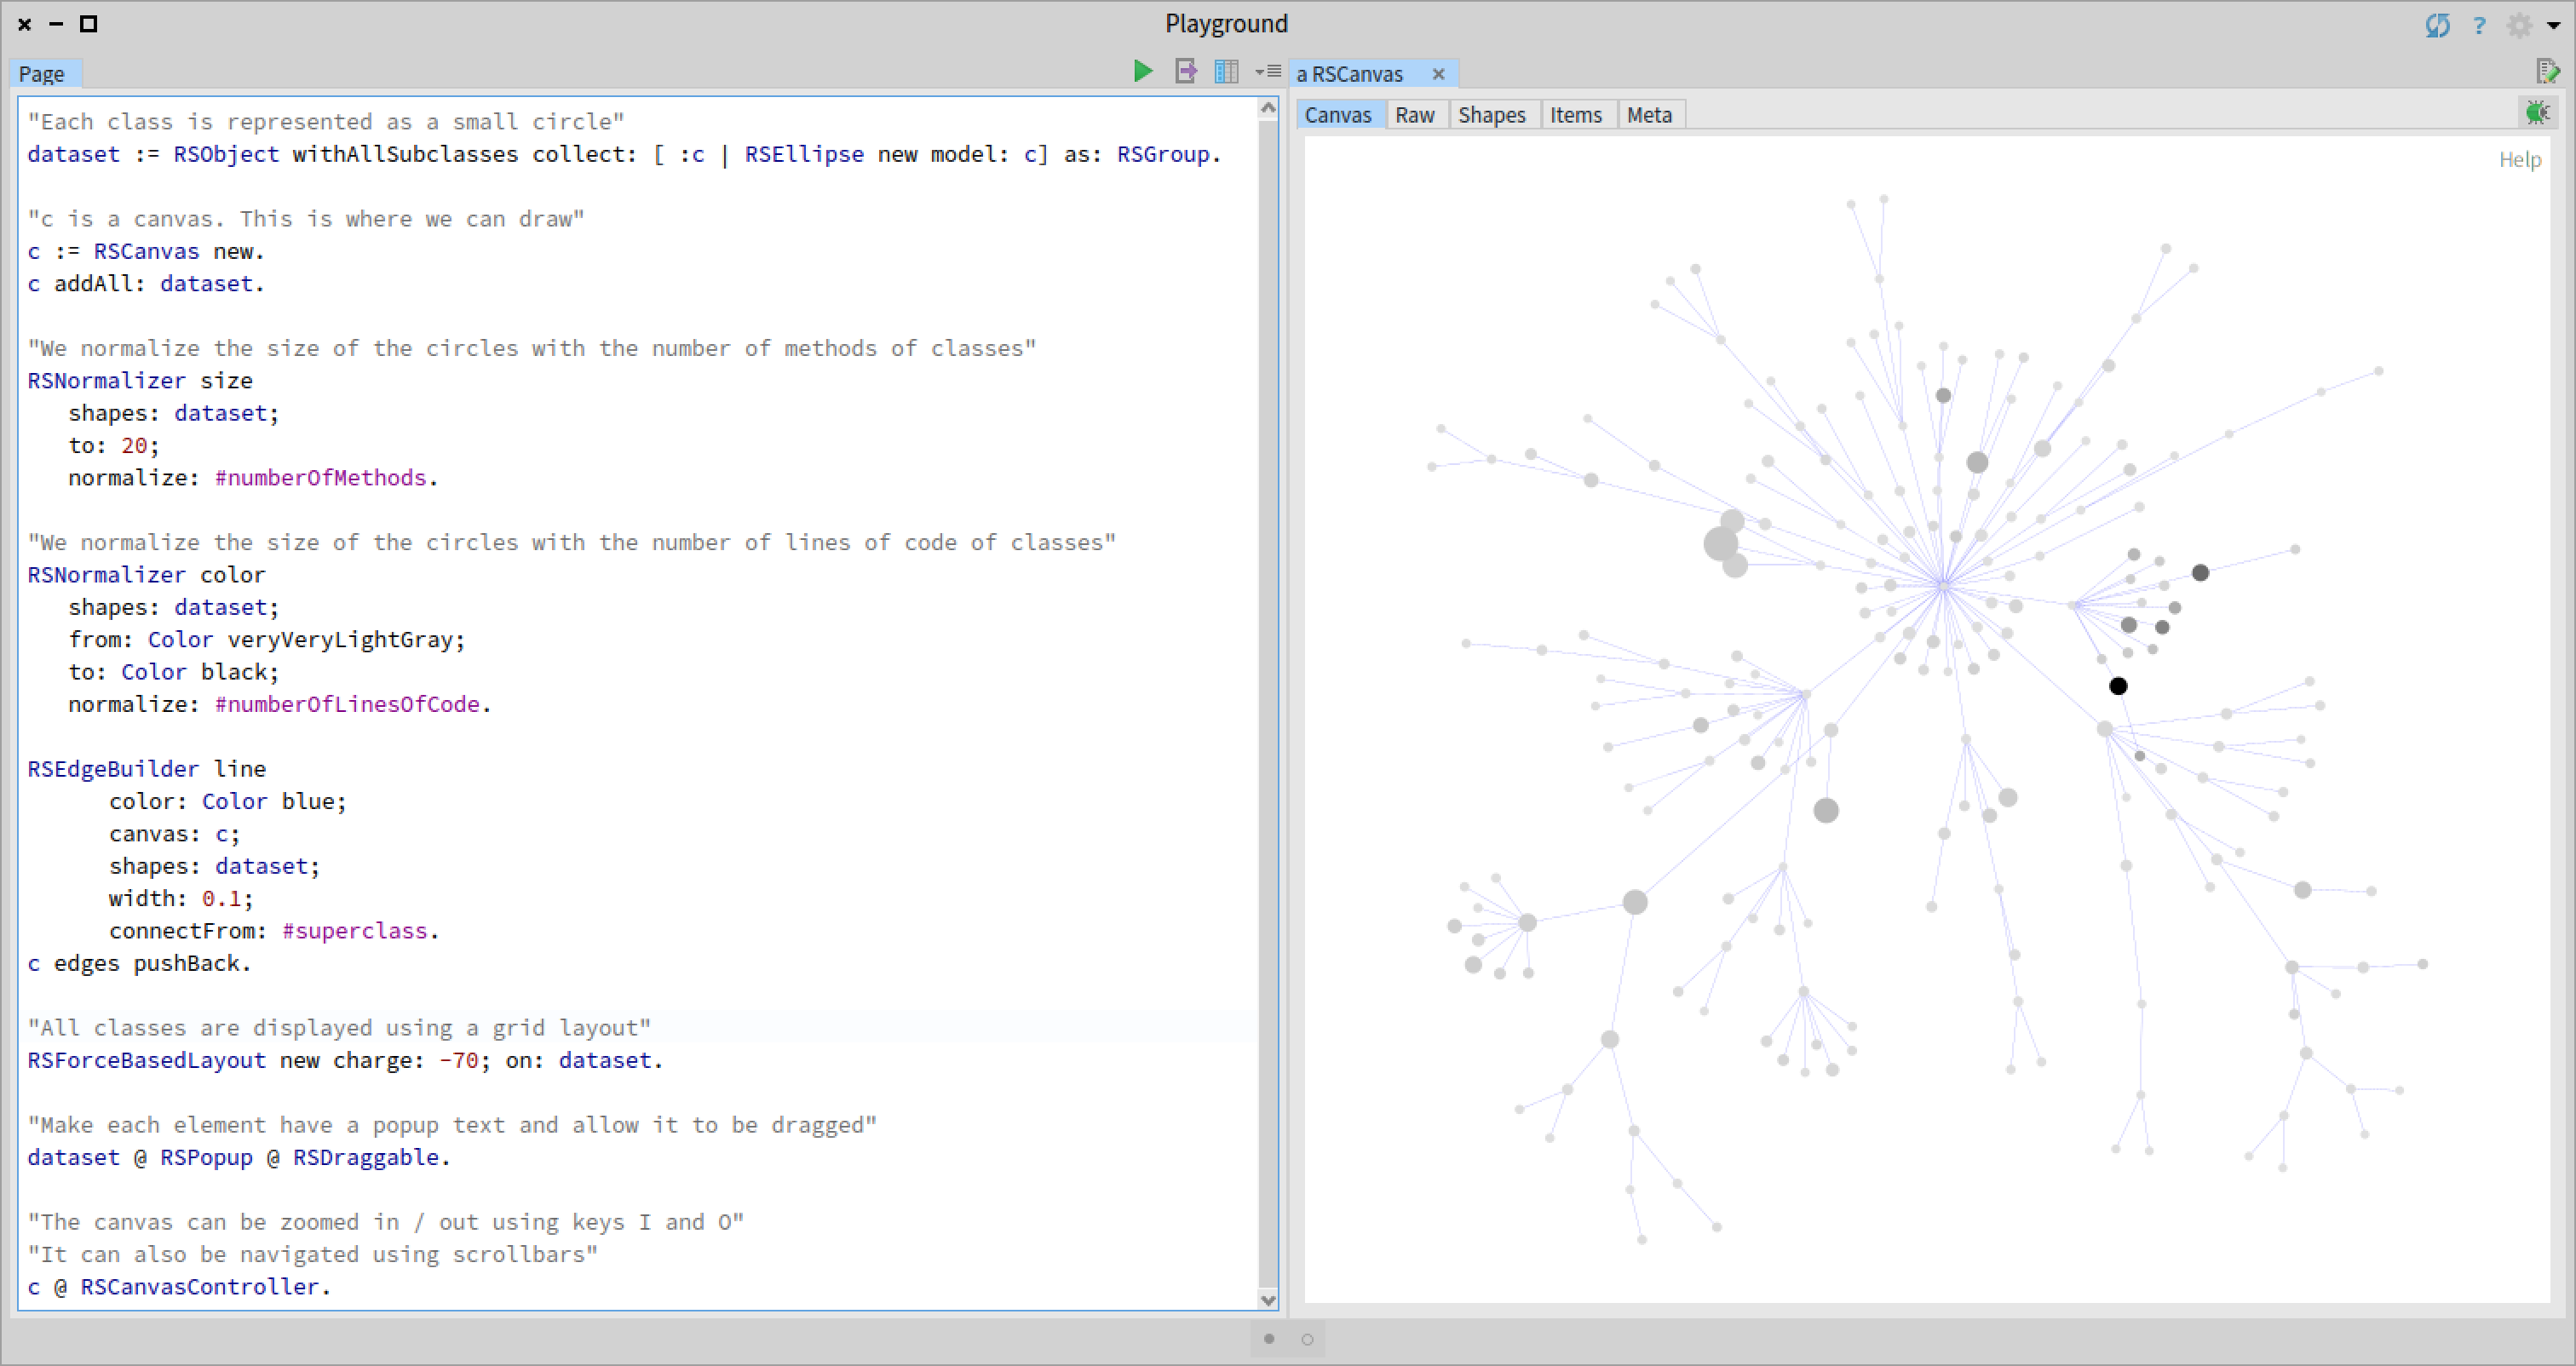 Playground
?
Page
a RSCanvas
Canvas Raw Shapes Items Meta
Help
"Each class is represented as a small circle"
dataset := RSObject withAllSubclasses collect: [ :c | RSEllipse new model: c] as: RSGroup.
"c is a canvas. This is where we can draw"
c := RSCanvas new.
c addAll: dataset.
"We normalize the size of the circles with the number of methods of classes"
RSNormalizer size
shapes: dataset;
to: 20;
normalize: #numberOfMethods.
"We normalize the size of the circles with the number of lines of code of classes"
RSNormalizer color
shapes: dataset;
from: Color veryVeryLightGray;
to: Color black;
normalize: #numberOfLinesOfCode.
RSEdgeBuilder line
color: Color blue;
canvas: c;
shapes: dataset;
width: 0.1;
connectFrom: #superclass.
c edges pushBack.
"All classes are displayed using a grid layout"
RSForceBasedLayout new charge: -70; on: dataset.
"Make each element have a popup text and allow it to be dragged"
dataset @ RSPopup @ RSDraggable.
"The canvas can be zoomed in / out using keys I and O"
"It can also be navigated using scrollbars"
c @ RSCanvasController.